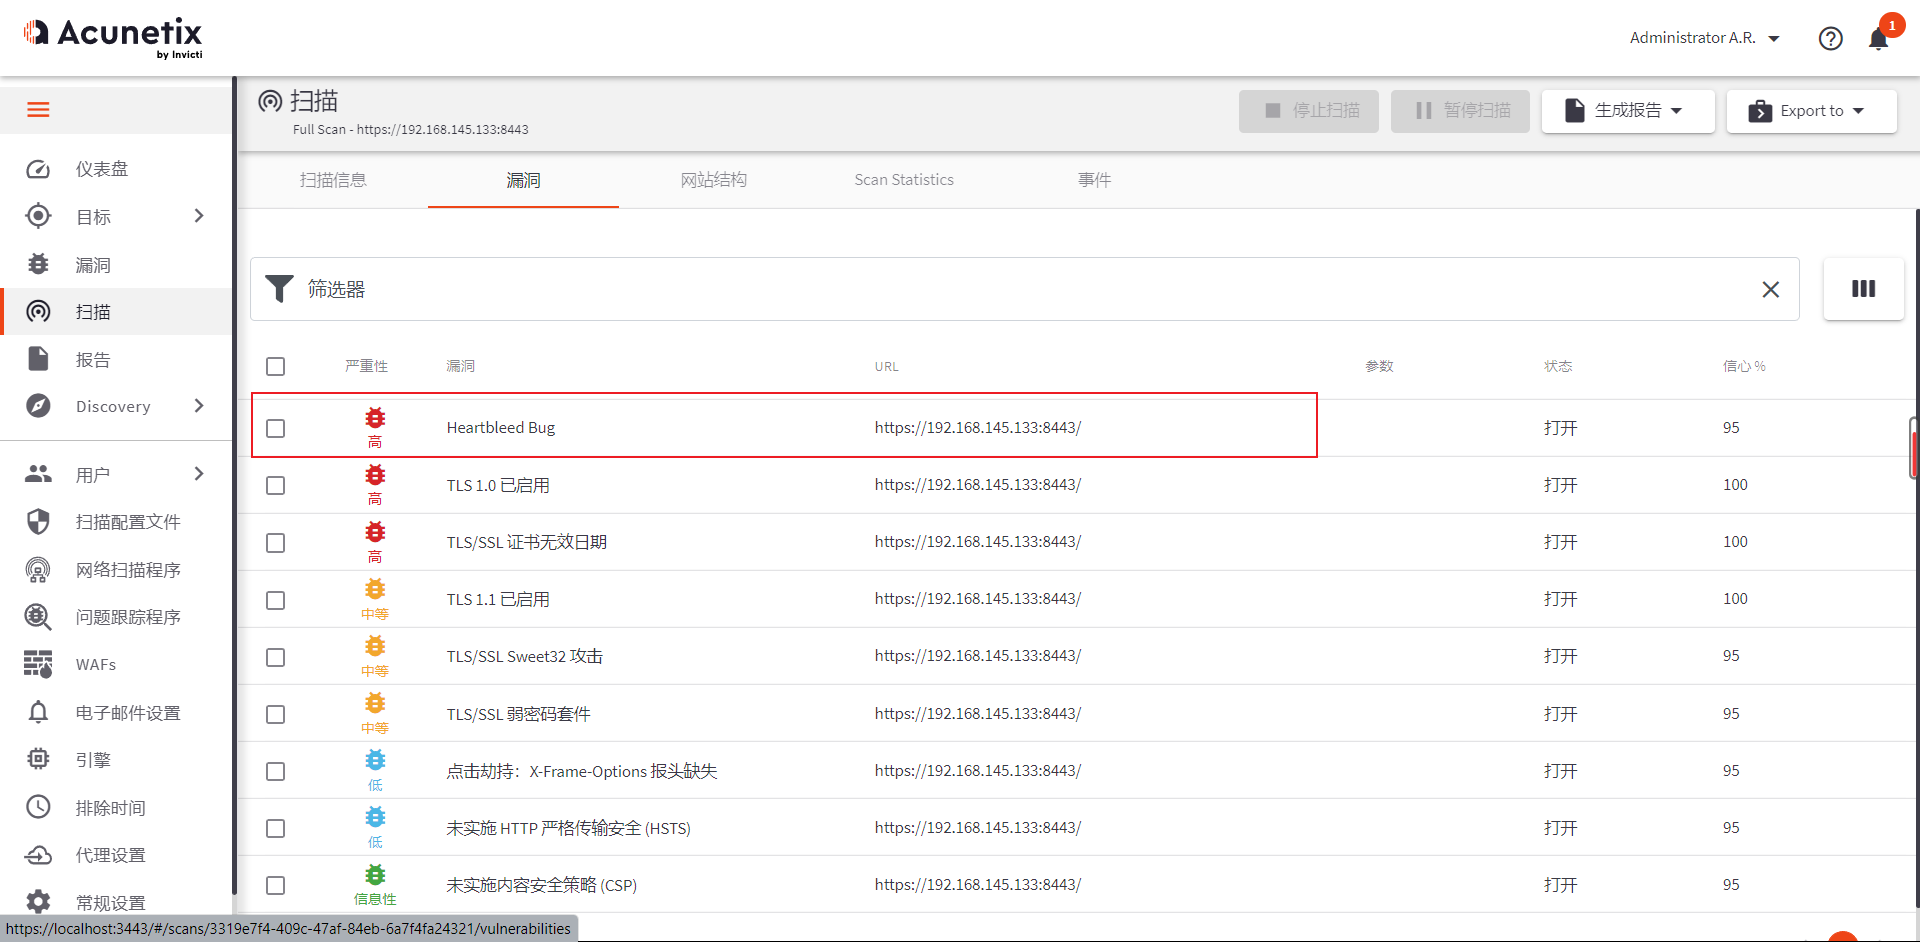 Acunetix
by Invicti
Administrator A.R.
1
扫描
Full Scan - https://192.168.145.133:8443
停止扫描
暂停扫描
生成报告
Export to
仪表盘
目标
漏洞
扫描
报告
Discovery
用户
扫描配置文件
网络扫描程序
问题跟踪程序
WAFs
电子邮件设置
引擎
排除时间
代理设置
常规设置
扫描信息 漏洞 网站结构 Scan Statistics 事件
筛选器
严重性 漏洞 URL 参数 状态 信心 %
高 Heartbleed Bug https://192.168.145.133:8443/ 打开 95
高 TLS 1.0 已启用 https://192.168.145.133:8443/ 打开 100
高 TLS/SSL 证书无效日期 https://192.168.145.133:8443/ 打开 100
中等 TLS 1.1 已启用 https://192.168.145.133:8443/ 打开 100
中等 TLS/SSL Sweet32 攻击 https://192.168.145.133:8443/ 打开 95
中等 TLS/SSL 弱密码套件 https://192.168.145.133:8443/ 打开 95
低 点击劫持：X-Frame-Options 报头缺失 https://192.168.145.133:8443/ 打开 95
低 未实施 HTTP 严格传输安全 (HSTS) https://192.168.145.133:8443/ 打开 95
信息性 未实施内容安全策略 (CSP) https://192.168.145.133:8443/ 打开 95
https://localhost:3443/#/scans/3319e7f4-409c-47af-84eb-6a7f4fa24321/vulnerabilities